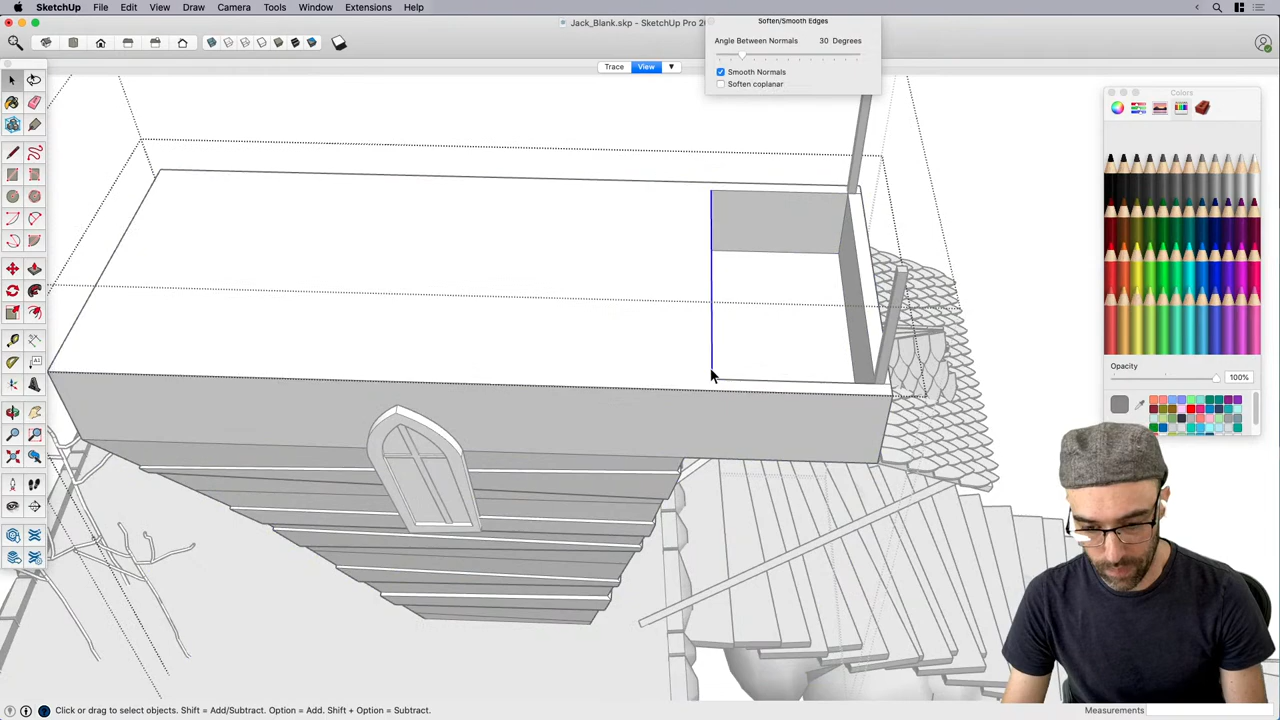 SketchUp File Edit View Draw Camera Tools Window Extensions Help
Jack_Blank.skp - SketchUp Pro 20
Soften/Smooth Edges
Angle Between Normals 30 Degrees
Smooth Normals
Soften coplanar
Trace View
Colors
Opacity
100%
Click or drag to select objects. Shift = Add/Subtract. Option = Add. Shift + Option = Subtract.
Measurements